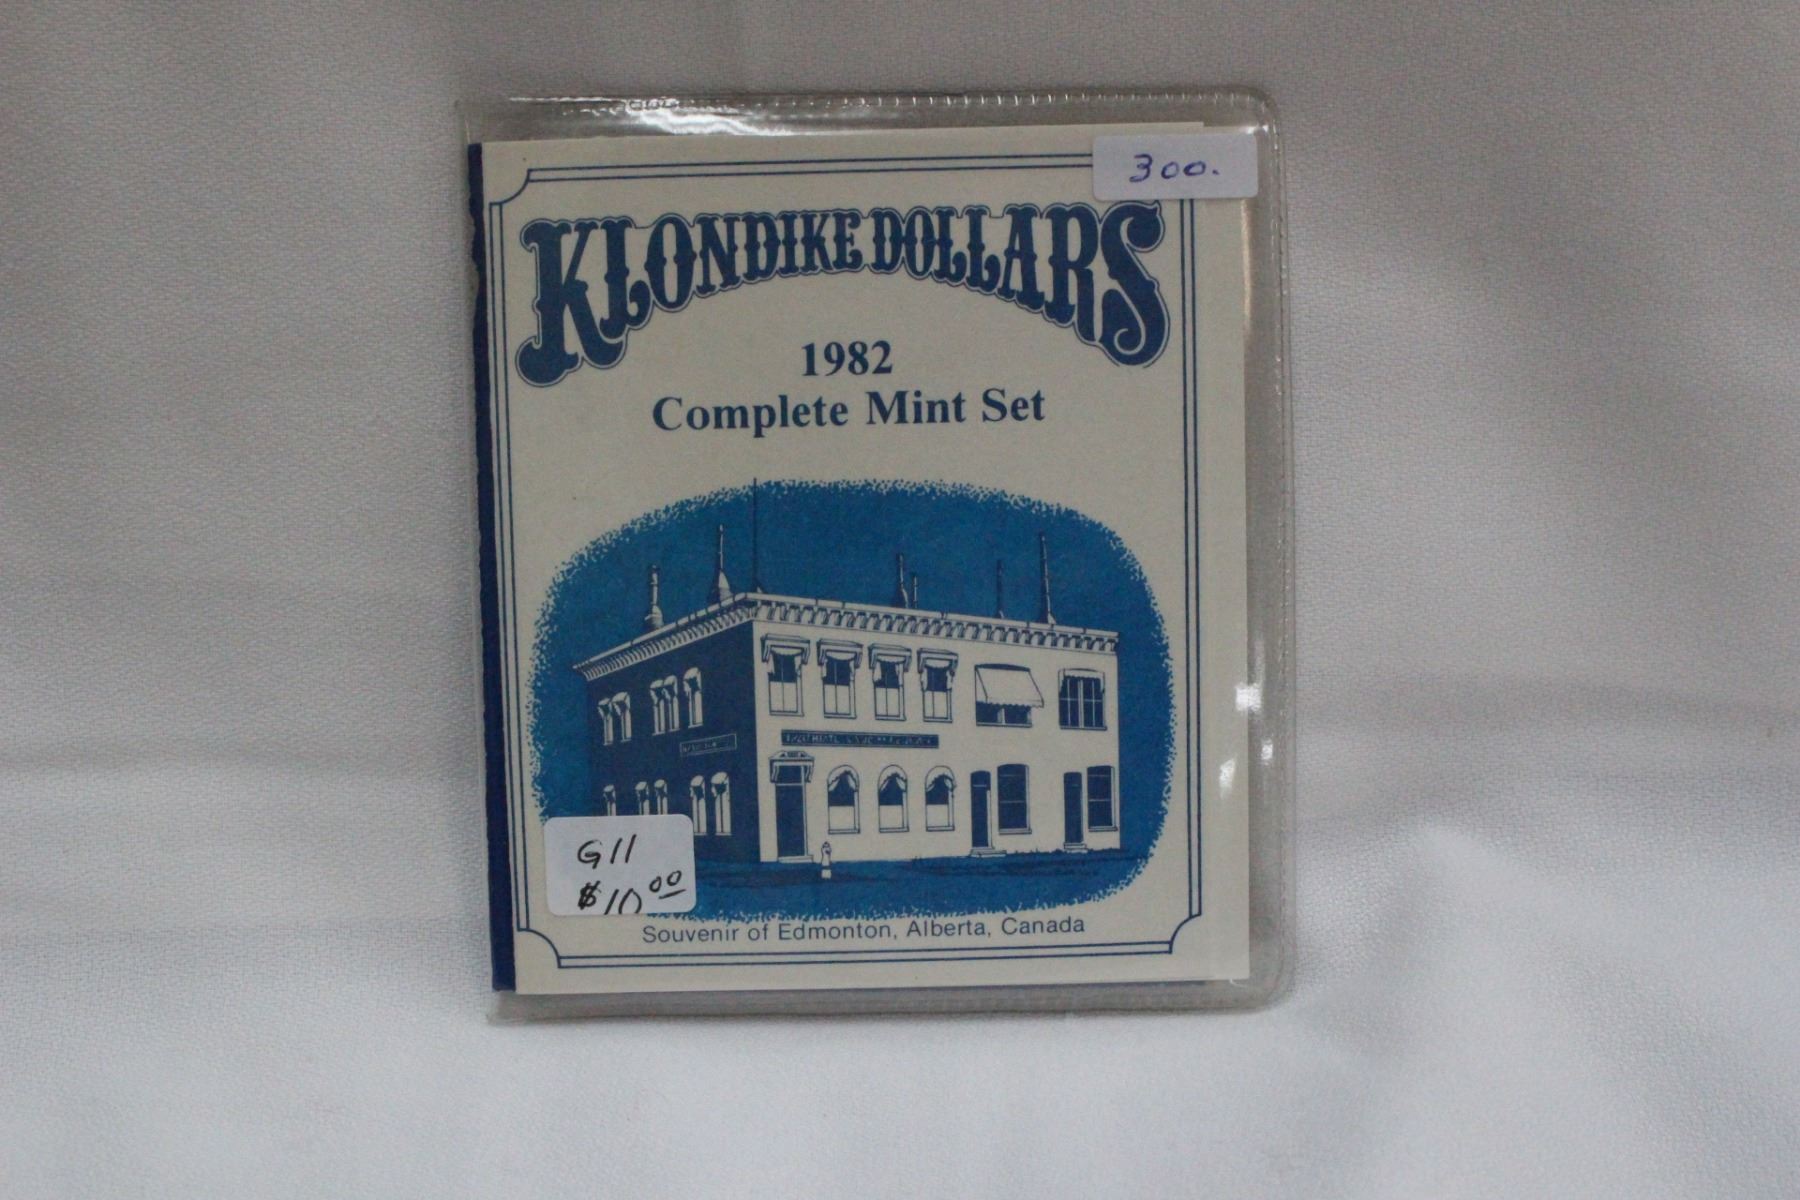 300.
KLONDIKE DOLLARS
1982
Complete Mint Set
G11
$10.00
Souvenir of Edmonton, Alberta, Canada